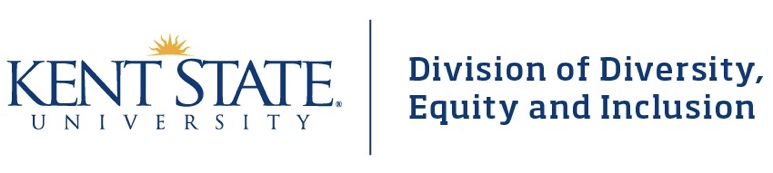 KENT STATE®
UNIVERSITY
Division of Diversity,
Equity and Inclusion